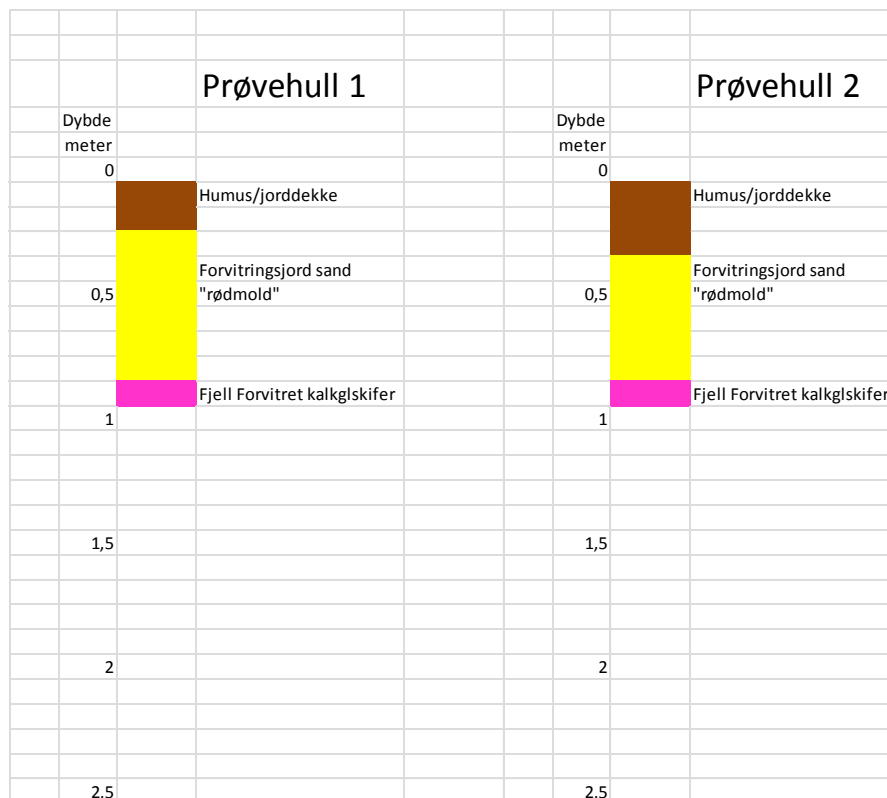 Prøvehull 1
Dybde
meter
0
Humus/jorddekke
Forvitringsjord sand
0,5
"rødmold"
Fjell Forvitret kalkglskifer
1
1,5
2
2,5
Prøvehull 2
Dybde
meter
0
Humus/jorddekke
Forvitringsjord sand
0,5
"rødmold"
Fjell Forvitret kalkglskifer
1
1,5
2
2,5